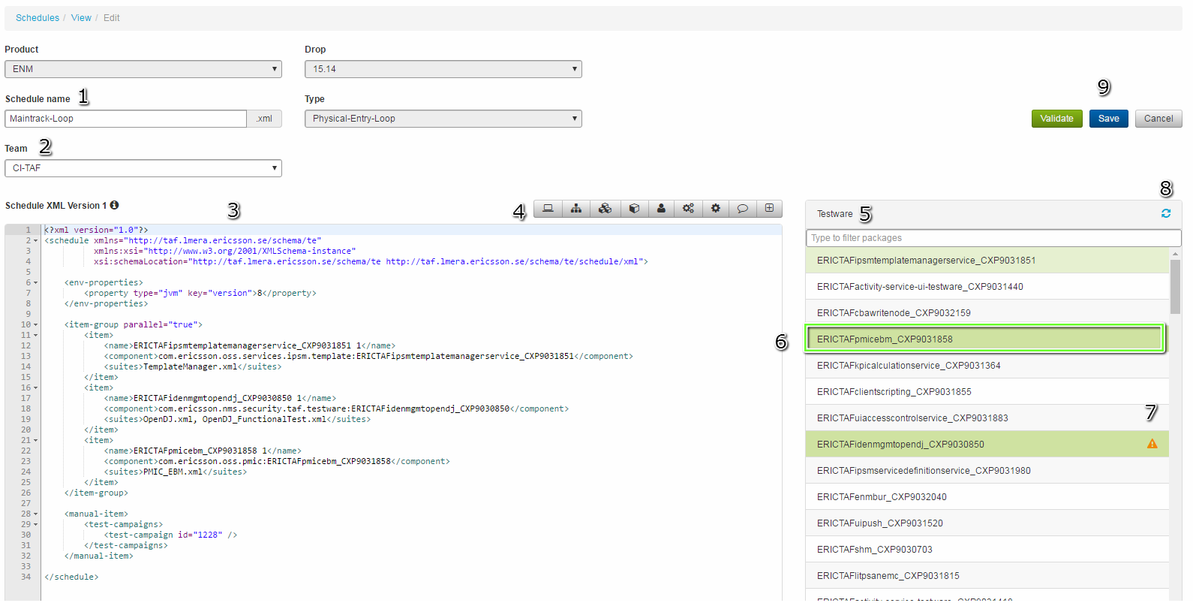 Schedules / View / Edit
Product
Drop
ENM
15.14
Schedule name 1
Type
9
Maintrack-Loop .xml
Physical-Entry-Loop
Validate Save Cancel
Team 2
CI-TAF
Schedule XML Version 1
3
4
8
Testware 5
Type to filter packages
1 <?xml version="1.0"?>
2 <schedule xmlns="http://taf.lmera.ericsson.se/schema/te"
3 xmlns:xsi="http://www.w3.org/2001/XMLSchema-instance"
4 xsi:schemaLocation="http://taf.lmera.ericsson.se/schema/te http://taf.lmera.ericsson.se/schema/te/schedule/xml">
5
6 <env-properties>
7 <property type="jvm" key="version">8</property>
8 </env-properties>
9
10 <item-group parallel="true">
11 <item>
12 <name>ERICTAFipsmtemplatemanagerservice_CXP9031851 1</name>
13 <component>com.ericsson.oss.services.ipsm.template:ERICTAFipsmtemplatemanagerservice_CXP9031851</component>
14 <suites>TemplateManager.xml</suites>
15 </item>
16 <item>
17 <name>ERICTAFidenmgmtopendj_CXP9030850 1</name>
18 <component>com.ericsson.nms.security.taf.testware:ERICTAFidenmgmtopendj_CXP9030850</component>
19 <suites>OpenDJ.xml, OpenDJ_FunctionalTest.xml</suites>
20 </item>
21 <item>
22 <name>ERICTAFpmicebm_CXP9031858 1</name>
23 <component>com.ericsson.oss.pmic:ERICTAFpmicebm_CXP9031858</component>
24 <suites>PMIC_EBM.xml</suites>
25 </item>
26 </item-group>
27
28 <manual-item>
29 <test-campaigns>
30 <test-campaign id="1228" />
31 </test-campaigns>
32 </manual-item>
33
34 </schedule>
ERICTAFipsmtemplatemanagerservice_CXP9031851
ERICTAFactivity-service-ui-testware_CXP9031440
ERICTAFcbawritenode_CXP9032159
6
ERICTAFpmicebm_CXP9031858
ERICTAFkpicalculationservice_CXP9031364
ERICTAFclientscripting_CXP9031855
ERICTAFuiaccesscontrolservice_CXP9031883
7
ERICTAFidenmgmtopendj_CXP9030850
ERICTAFipsmservicedefinitionservice_CXP9031980
ERICTAFenmbur_CXP9032040
ERICTAFuipush_CXP9031520
ERICTAFshm_CXP9030703
ERICTAFlitpsanemc_CXP9031815